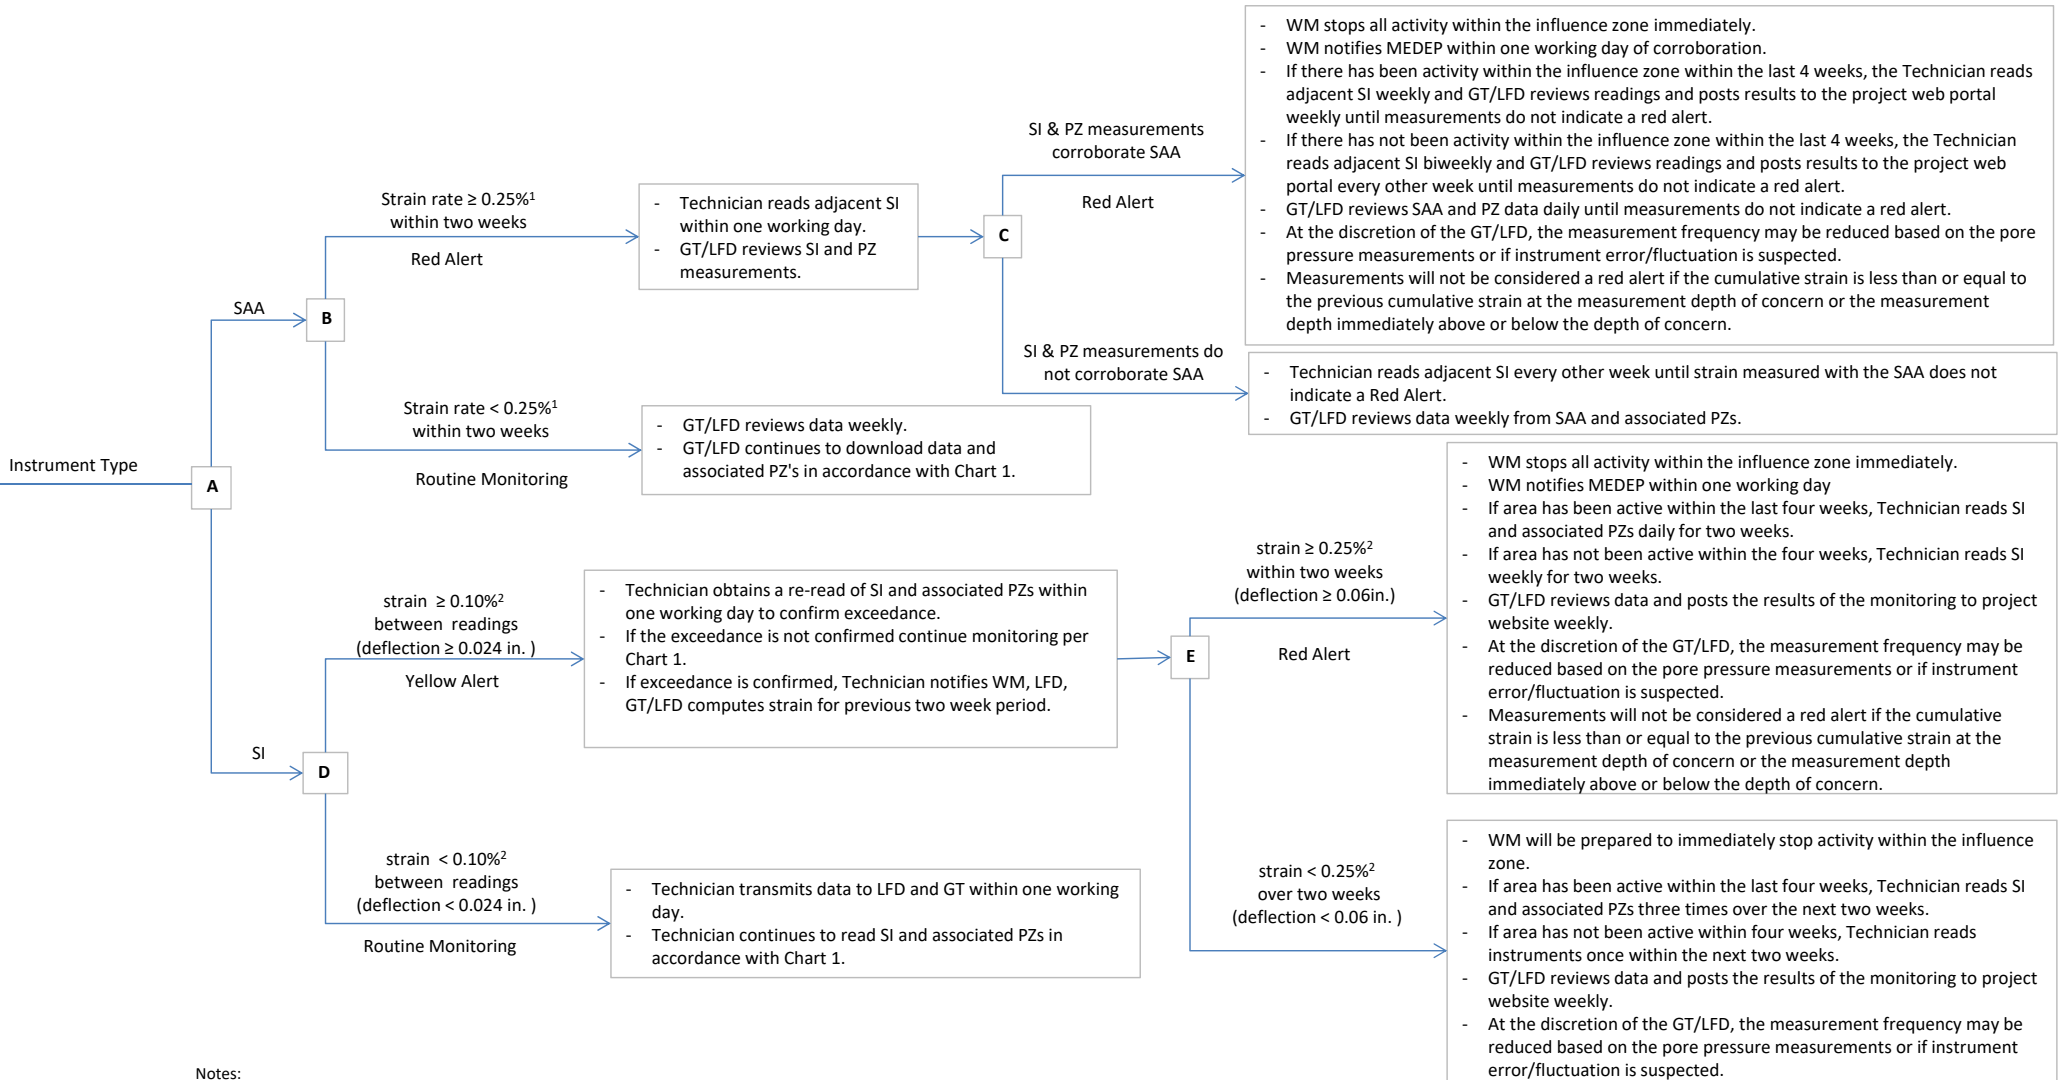 Instrument Type
A
SAA
B
Strain rate ≥ 0.25%¹
within two weeks
Red Alert
- Technician reads adjacent SI
within one working day.
- GT/LFD reviews SI and PZ
measurements.
C
SI & PZ measurements
corroborate SAA
Red Alert
- WM stops all activity within the influence zone immediately.
- WM notifies MEDEP within one working day of corroboration.
- If there has been activity within the influence zone within the last 4 weeks, the Technician reads
adjacent SI weekly and GT/LFD reviews readings and posts results to the project web portal
weekly until measurements do not indicate a red alert.
- If there has not been activity within the influence zone within the last 4 weeks, the Technician
reads adjacent SI biweekly and GT/LFD reviews readings and posts results to the project web
portal every other week until measurements do not indicate a red alert.
- GT/LFD reviews SAA and PZ data daily until measurements do not indicate a red alert.
- At the discretion of the GT/LFD, the measurement frequency may be reduced based on the pore
pressure measurements or if instrument error/fluctuation is suspected.
- Measurements will not be considered a red alert if the cumulative strain is less than or equal to
the previous cumulative strain at the measurement depth of concern or the measurement
depth immediately above or below the depth of concern.
SI & PZ measurements do
not corroborate SAA
- Technician reads adjacent SI every other week until strain measured with the SAA does not
indicate a Red Alert.
- GT/LFD reviews data weekly from SAA and associated PZs.
Strain rate < 0.25%¹
within two weeks
Routine Monitoring
- GT/LFD reviews data weekly.
- GT/LFD continues to download data and
associated PZ's in accordance with Chart 1.
SI
D
strain ≥ 0.10%²
between readings
(deflection ≥ 0.024 in. )
Yellow Alert
- Technician obtains a re-read of SI and associated PZs within
one working day to confirm exceedance.
- If the exceedance is not confirmed continue monitoring per
Chart 1.
- If exceedance is confirmed, Technician notifies WM, LFD,
GT/LFD computes strain for previous two week period.
E
strain ≥ 0.25%²
within two weeks
(deflection ≥ 0.06in.)
Red Alert
- WM stops all activity within the influence zone immediately.
- WM notifies MEDEP within one working day
- If area has been active within the last four weeks, Technician reads SI
and associated PZs daily for two weeks.
- If area has not been active within the four weeks, Technician reads SI
weekly for two weeks.
- GT/LFD reviews data and posts the results of the monitoring to project
website weekly.
- At the discretion of the GT/LFD, the measurement frequency may be
reduced based on the pore pressure measurements or if instrument
error/fluctuation is suspected.
- Measurements will not be considered a red alert if the cumulative
strain is less than or equal to the previous cumulative strain at the
measurement depth of concern or the measurement depth
immediately above or below the depth of concern.
strain < 0.25%²
over two weeks
(deflection < 0.06 in. )
- WM will be prepared to immediately stop activity within the influence
zone.
- If area has been active within the last four weeks, Technician reads SI
and associated PZs three times over the next two weeks.
- If area has not been active within four weeks, Technician reads
instruments once within the next two weeks.
- GT/LFD reviews data and posts the results of the monitoring to project
website weekly.
- At the discretion of the GT/LFD, the measurement frequency may be
reduced based on the pore pressure measurements or if instrument
error/fluctuation is suspected.
strain < 0.10%²
between readings
(deflection < 0.024 in. )
Routine Monitoring
- Technician transmits data to LFD and GT within one working
day.
- Technician continues to read SI and associated PZs in
accordance with Chart 1.
Notes: